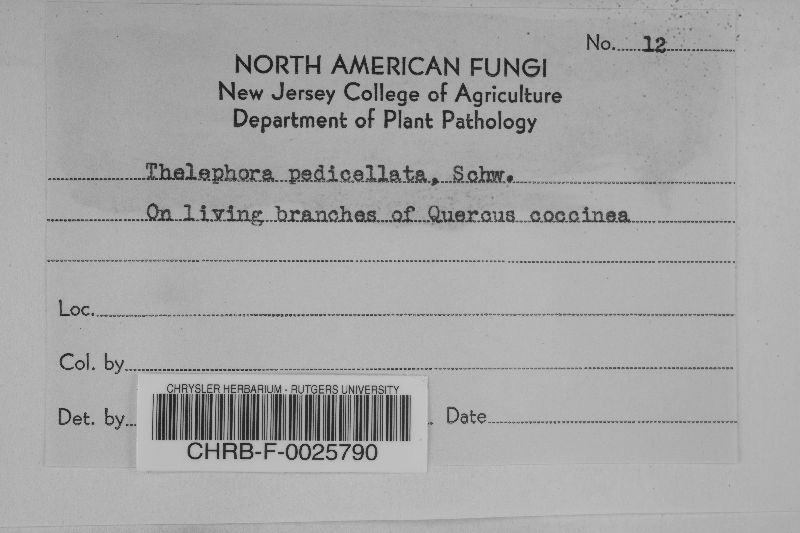 No. 12
NORTH AMERICAN FUNGI
New Jersey College of Agriculture
Department of Plant Pathology
Thelephora pedicellata, Schw.
On living branches of Quercus coccinea
Loc.
Col. by
Det. by Date
CHRYSLER HERBARIUM - RUTGERS UNIVERSITY
CHRB-F-0025790